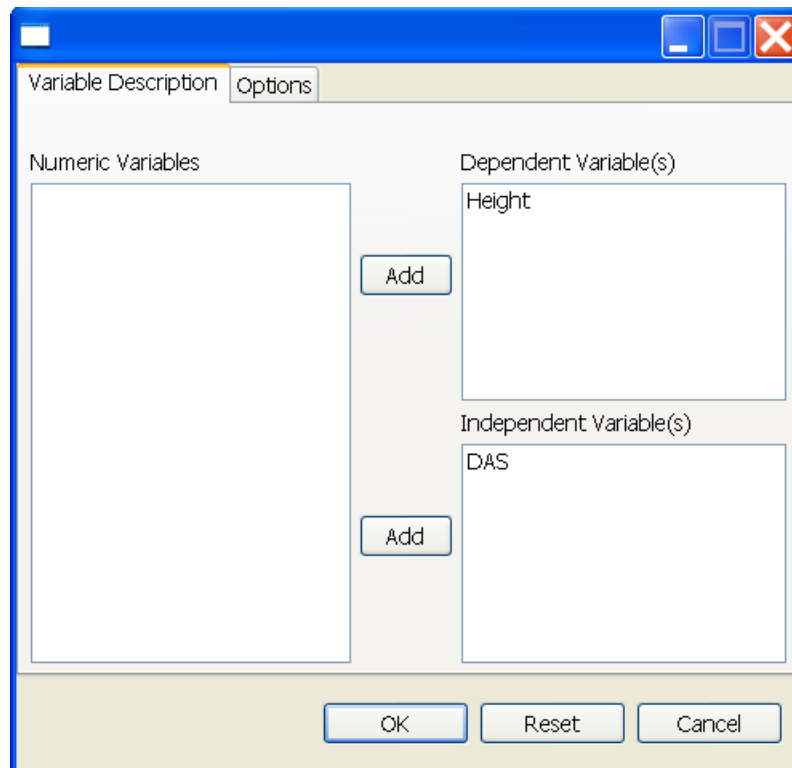 Variable Description Options
Numeric Variables
Dependent Variable(s)
Height
Add
Independent Variable(s)
DAS
Add
OK Reset Cancel